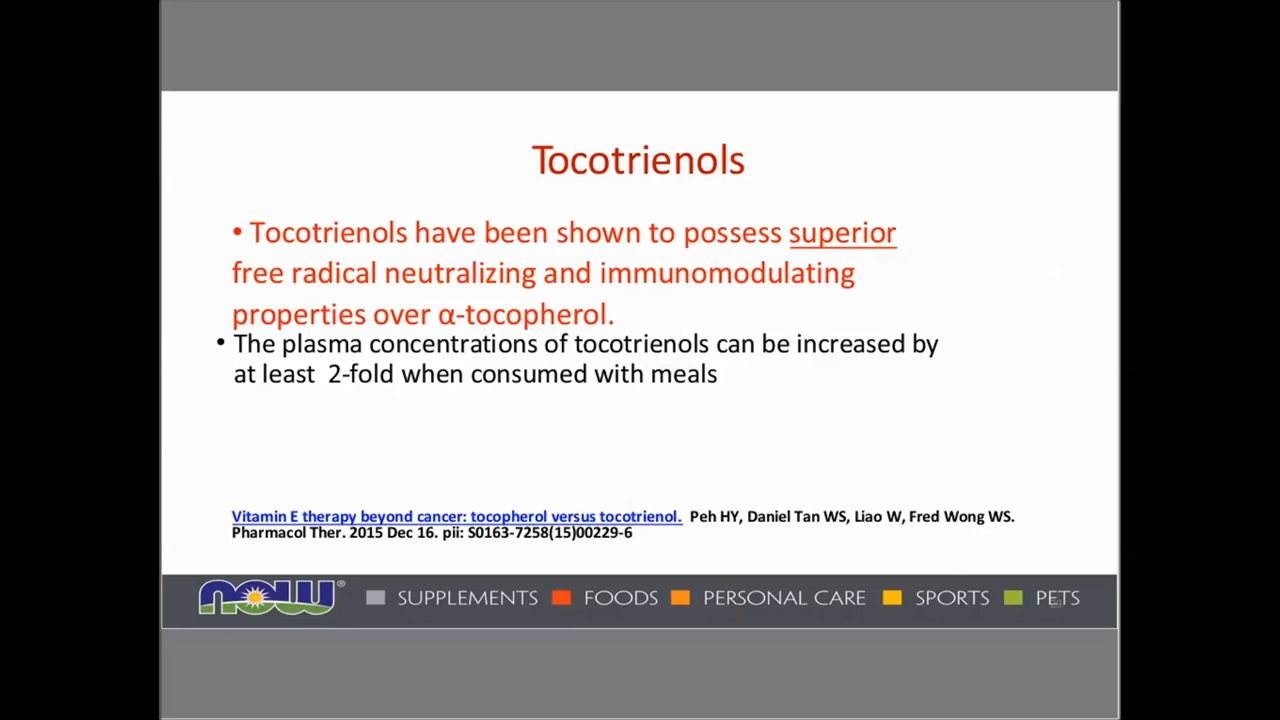 Tocotrienols
• Tocotrienols have been shown to possess superior
free radical neutralizing and immunomodulating
properties over α-tocopherol.
• The plasma concentrations of tocotrienols can be increased by
at least  2-fold when consumed with meals
Vitamin E therapy beyond cancer: tocopherol versus tocotrienol.  Peh HY, Daniel Tan WS, Liao W, Fred Wong WS.
Pharmacol Ther. 2015 Dec 16. pii: S0163-7258(15)00229-6
now® SUPPLEMENTS FOODS PERSONAL CARE SPORTS PETS